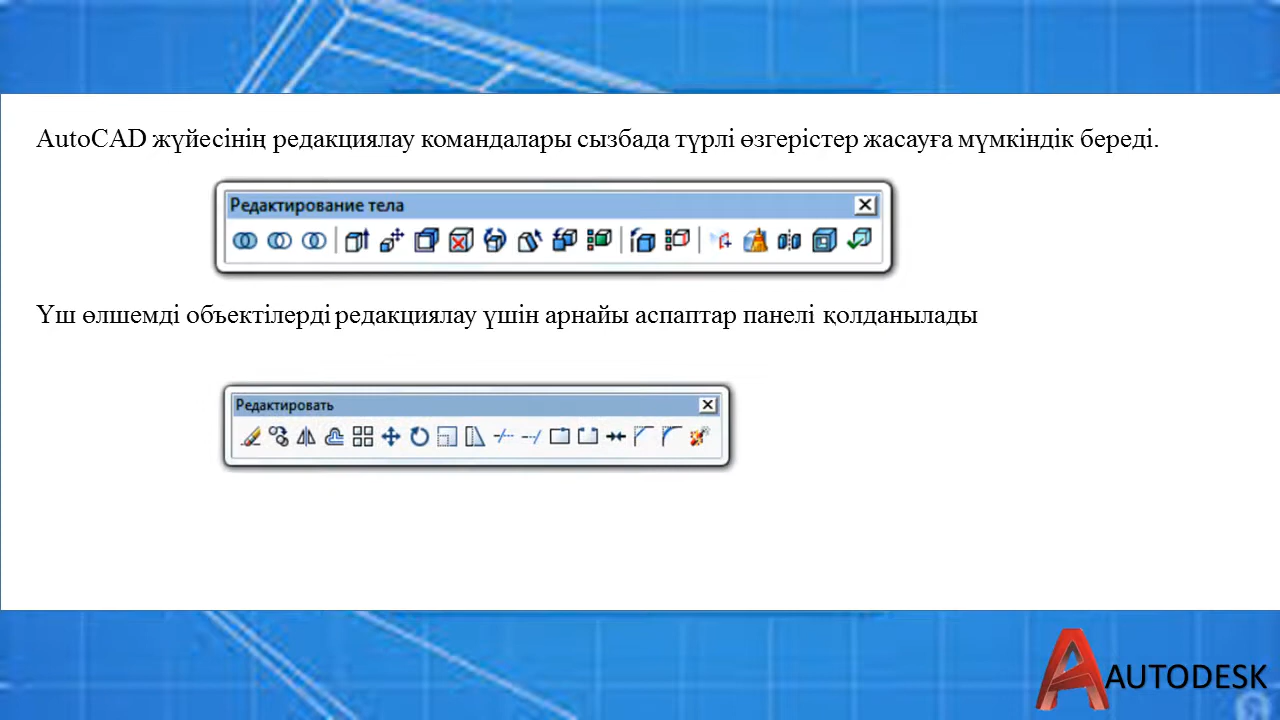 AutoCAD жүйесінің редакциялау командалары сызбада түрлі өзгерістер жасауға мүмкіндік береді.
Редактирование тела
Үш өлшемді объектілерді редакциялау үшін арнайы аспаптар панелі қолданылады
Редактировать
AUTODESK